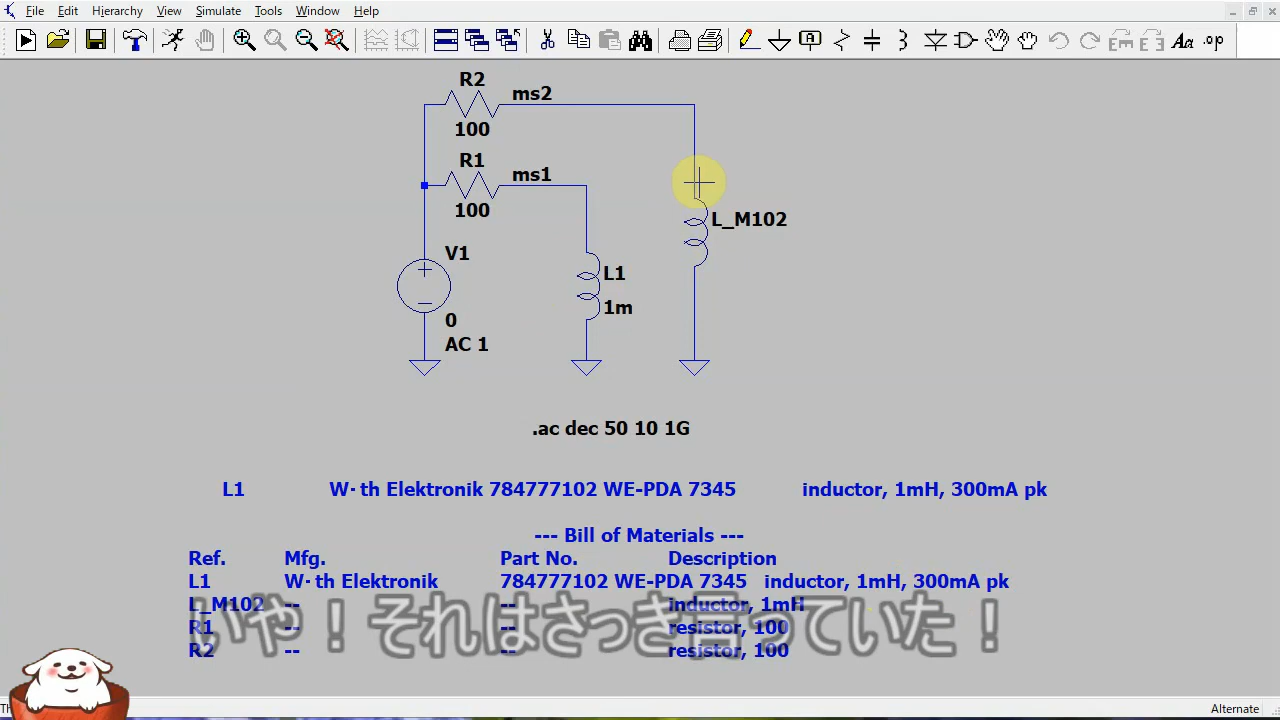 File Edit Hierarchy View Simulate Tools Window Help
R2
ms2
100
R1
ms1
100
L_M102
V1
L1
1m
0
AC 1
.ac dec 50 10 1G
L1 W· th Elektronik 784777102 WE-PDA 7345 inductor, 1mH, 300mA pk
--- Bill of Materials ---
Ref. Mfg. Part No. Description
L1 W· th Elektronik 784777102 WE-PDA 7345 inductor, 1mH, 300mA pk
L_M102 -- -- inductor, 1mH
R1 -- -- resistor, 100
R2 -- -- resistor, 100
いや！それはさっき言っていた！
Alternate